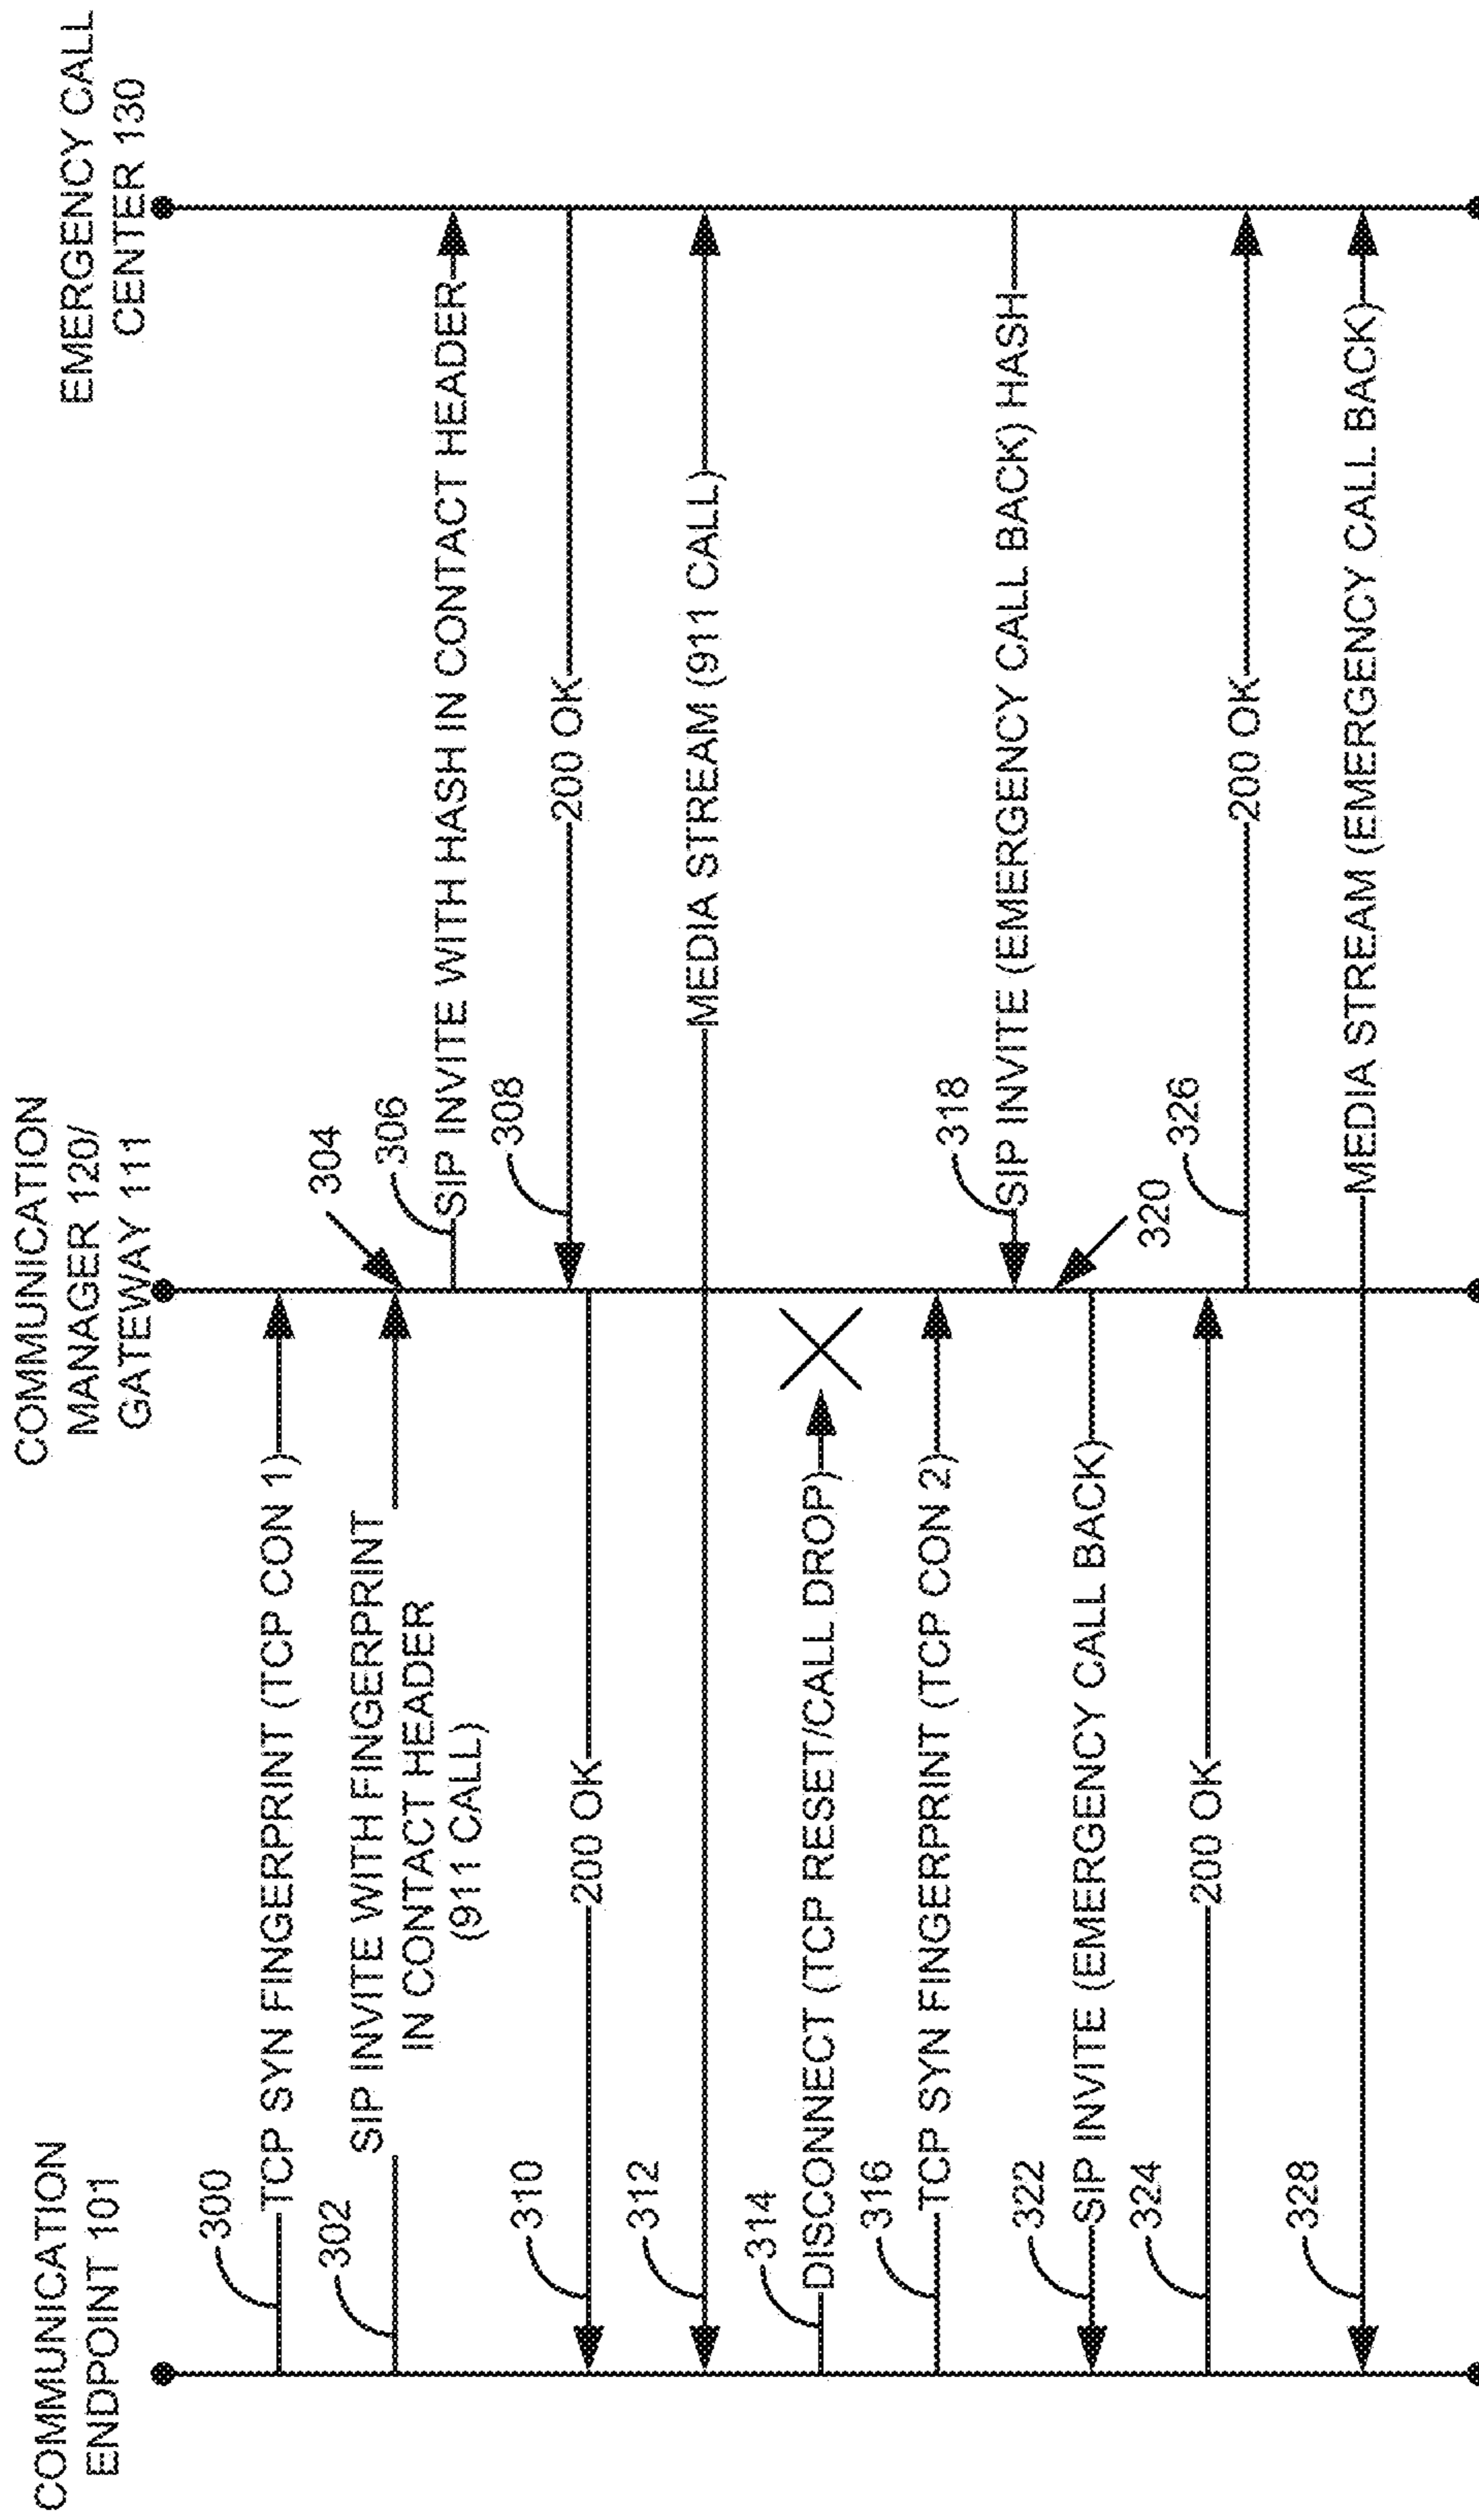 COMMUNICATION
ENDPOINT 101
COMMUNICATION
MANAGER 120/
GATEWAY 111
EMERGENCY CALL
CENTER 130
300
TCP SYN FINGERPRINT (TCP CON 1)
302
SIP INVITE WITH FINGERPRINT
IN CONTACT HEADER
(911 CALL)
304
306
SIP INVITE WITH HASH IN CONTACT HEADER
308
200 OK
310
200 OK
312
MEDIA STREAM (911 CALL)
314
DISCONNECT (TCP RESET/CALL DROP)
316
TCP SYN FINGERPRINT (TCP CON 2)
318
SIP INVITE (EMERGENCY CALL BACK) HASH
320
322
SIP INVITE (EMERGENCY CALL BACK)
324
200 OK
326
200 OK
328
MEDIA STREAM (EMERGENCY CALL BACK)